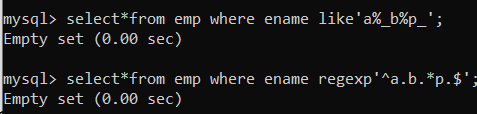 mysql> select*from emp where ename like'a%_b%p_';
Empty set (0.00 sec)
mysql> select*from emp where ename regexp'^a.b.*p.$';
Empty set (0.00 sec)